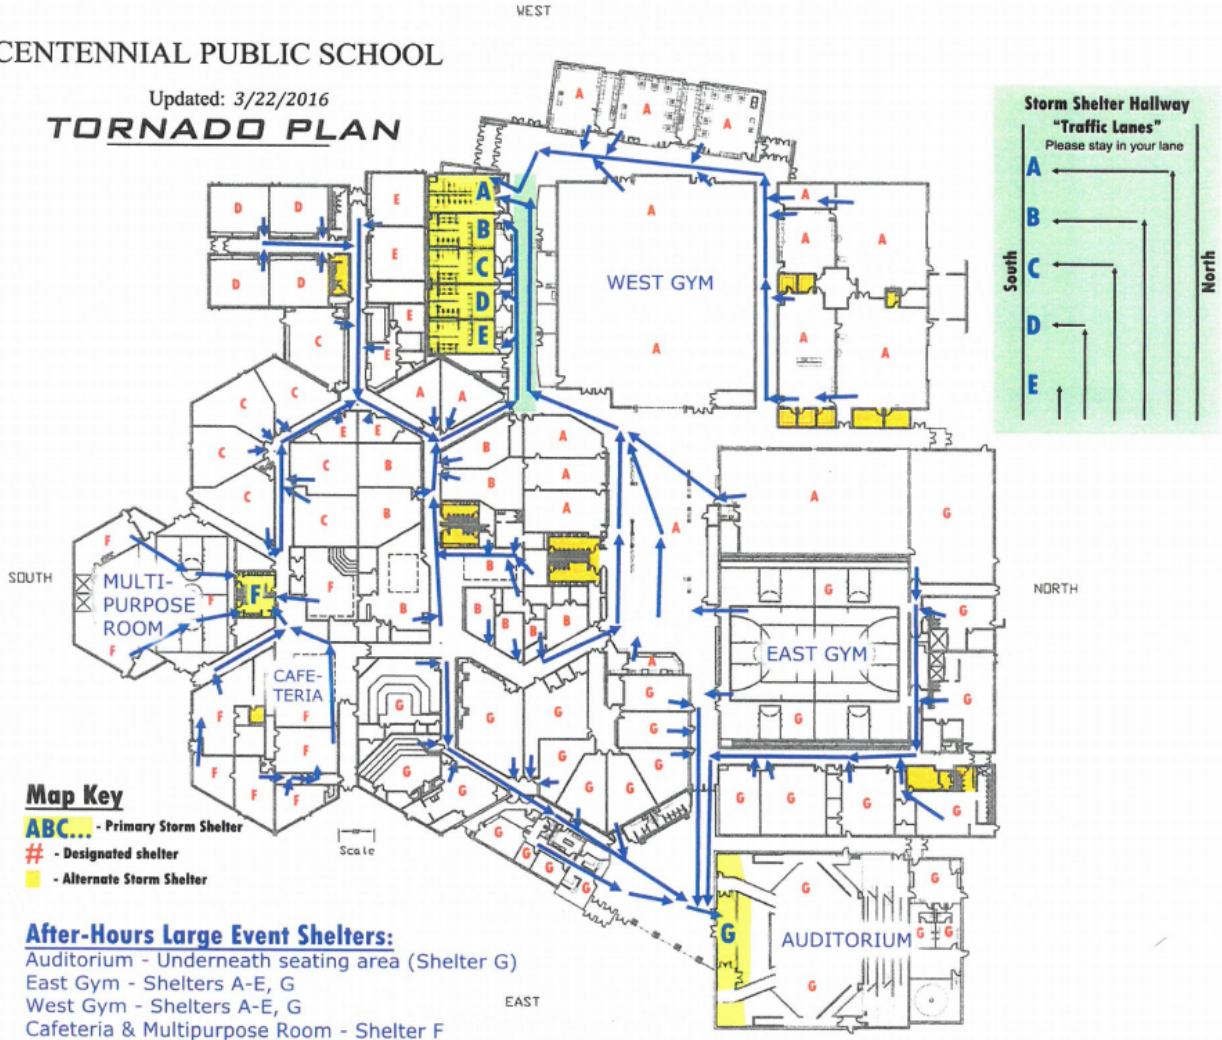 WEST
CENTENNIAL PUBLIC SCHOOL
Updated: 3/22/2016
TORNADO PLAN
Storm Shelter Hallway
"Traffic Lanes"
Please stay in your lane
A
B
C
D
E
South
North
A A A
D D E A A
B A A A
E C WEST GYM
D D D
E E A A A
C E
C A A
C E E B A
C C B B A A G
C B A A
SOUTH
NORTH
F B
MULTI-
PURPOSE
ROOM
F F F B B B B B G G
F
EAST GYM
CAFE-
TERIA
A
F F G G G G G G
F G G G G
F F F G G G G G G
G G G G G
Map Key
ABC... - Primary Storm Shelter
# - Designated shelter
- Alternate Storm Shelter
Scale
G G G
G G G
AUDITORIUM
G
After-Hours Large Event Shelters:
Auditorium - Underneath seating area (Shelter G)
East Gym - Shelters A-E, G
West Gym - Shelters A-E, G
Cafeteria & Multipurpose Room - Shelter F
EAST